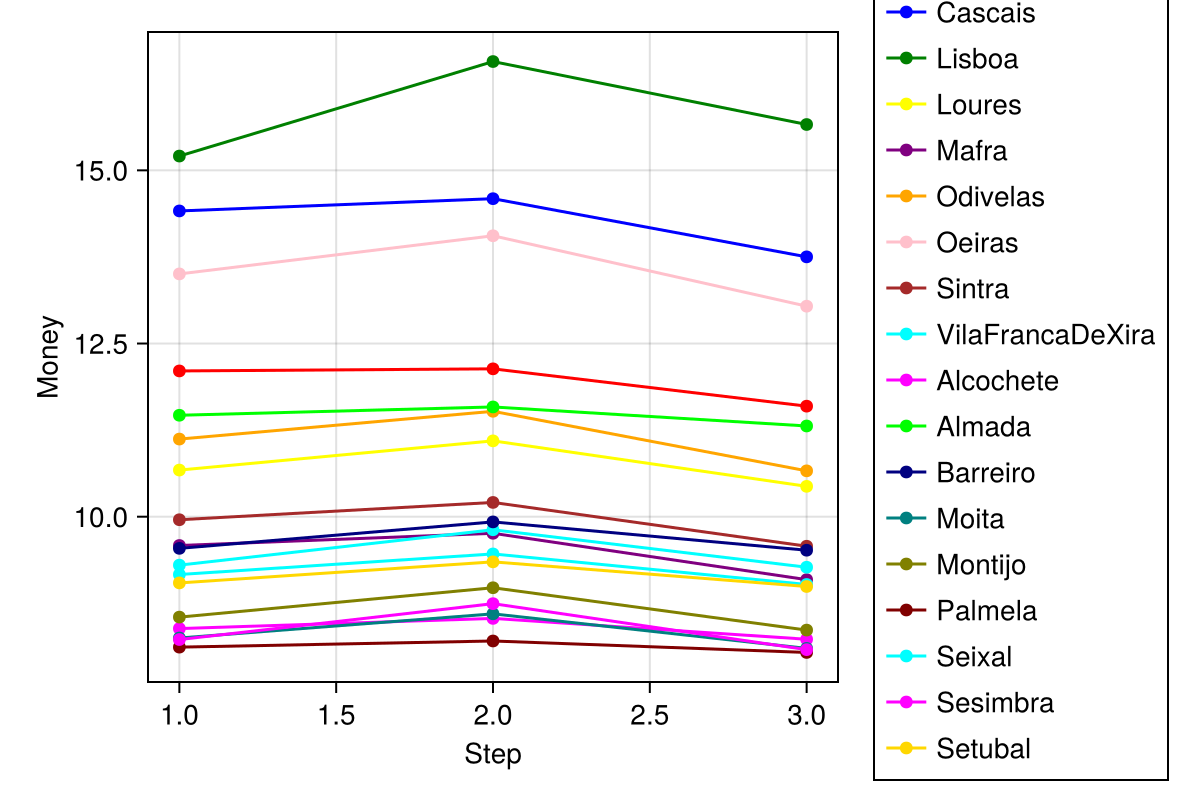 Money
15.0
12.5
10.0
1.0
1.5
2.0
2.5
3.0
Step
Cascais
Lisboa
Loures
Mafra
Odivelas
Oeiras
Sintra
VilaFrancaDeXira
Alcochete
Almada
Barreiro
Moita
Montijo
Palmela
Seixal
Sesimbra
Setubal